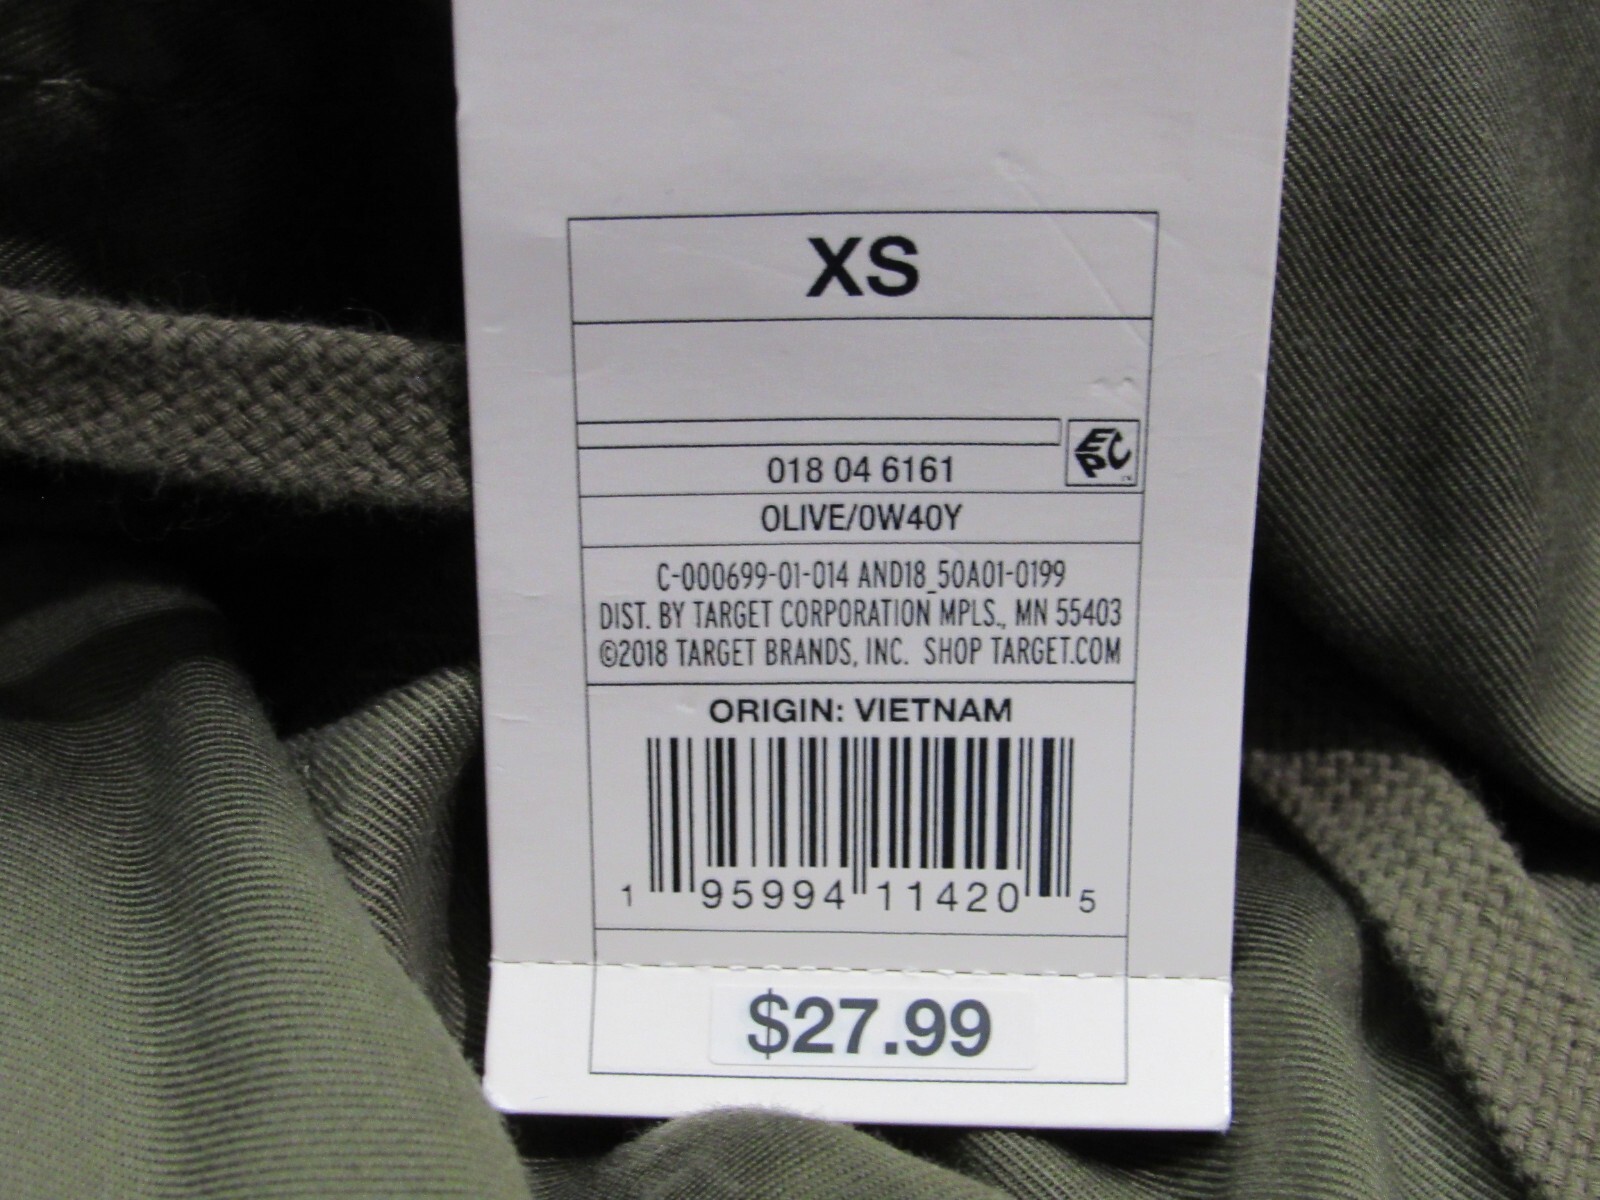 XS
EPC
018 04 6161
OLIVE/0W40Y
C-000699-01-014 AND18_50A01-0199
DIST. BY TARGET CORPORATION MPLS., MN 55403
©2018 TARGET BRANDS, INC. SHOP TARGET.COM
ORIGIN: VIETNAM
1 95994 11420 5
$27.99